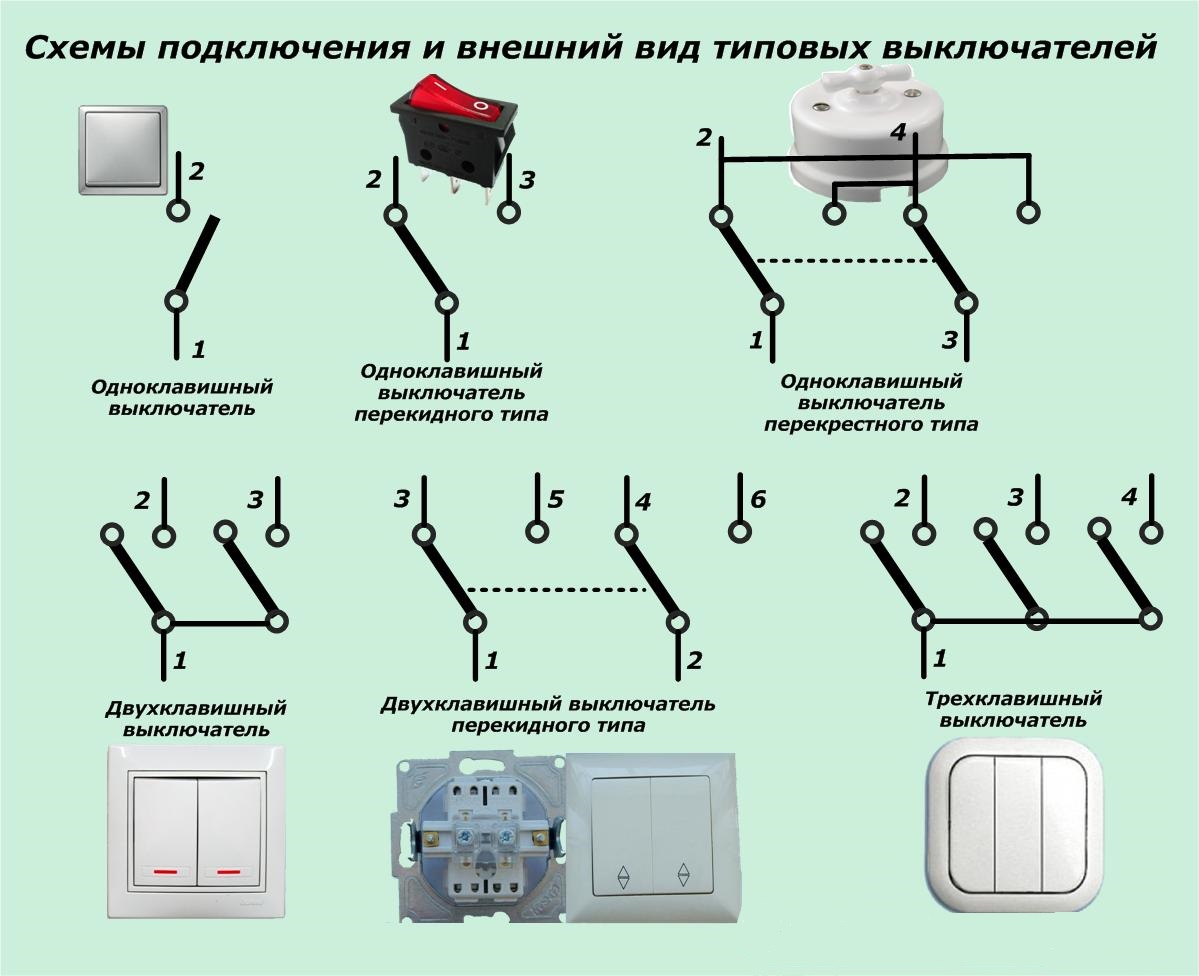 Схемы подключения и внешний вид типовых выключателей
2
1
Одноклавишный
выключатель
2
3
1
Одноклавишный
выключатель
перекидного типа
2
4
1
3
Одноклавишный
выключатель
перекрестного типа
2
3
1
Двухклавишный
выключатель
3
5
4
6
1
2
Двухклавишный выключатель
перекидного типа
2
3
4
1
Трехклавишный
выключатель